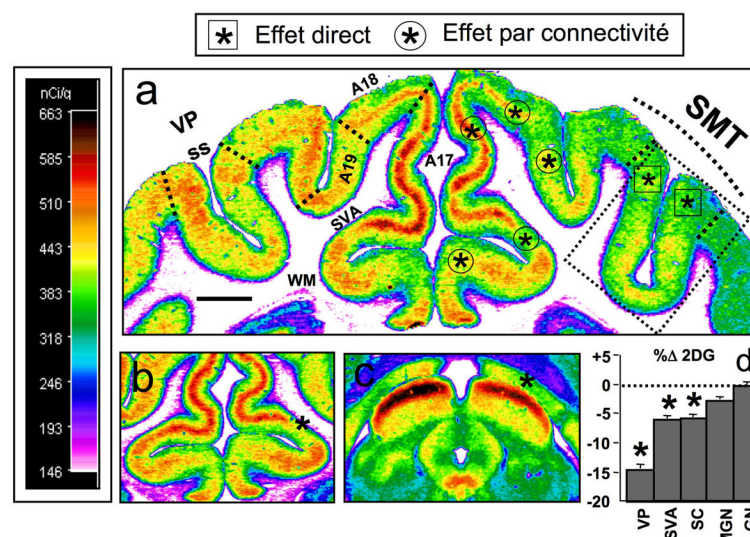 * Effet direct * Effet par connectivité
nCi/q
663
585
510
443
383
318
246
193
146
a
VP
SS
A18
A19
A17
SVA
WM
SMT
*
*
*
*
*
*
*
b
*
c
*
%Δ 2DG
d
+5
0
-5
-10
-15
-20
*
*
*
VP
SVA
SC
MGN